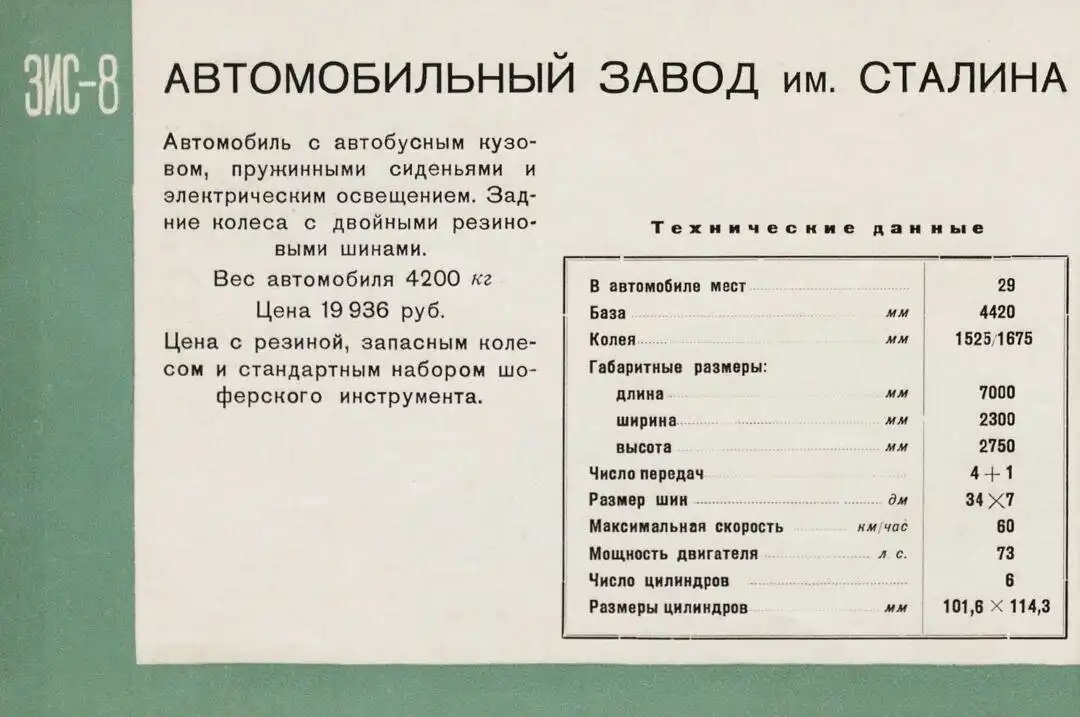 ЗИС-8
АВТОМОБИЛЬНЫЙ ЗАВОД им. СТАЛИНА
Автомобиль с автобусным кузо-
вом, пружинными сиденьями и
электрическим освещением. Зад-
ние колеса с двойными резино-
выми шинами.
Вес автомобиля 4200 кг
Цена 19 936 руб.
Цена с резиной, запасным коле-
сом и стандартным набором шо-
ферского инструмента.
Технические данные
В автомобиле мест 29
База мм 4420
Колея мм 1525/1675
Габаритные размеры:
длина мм 7000
ширина мм 2300
высота мм 2750
Число передач 4+1
Размер шин дм 34×7
Максимальная скорость км/час 60
Мощность двигателя л с. 73
Число цилиндров 6
Размеры цилиндров мм 101,6 × 114,3